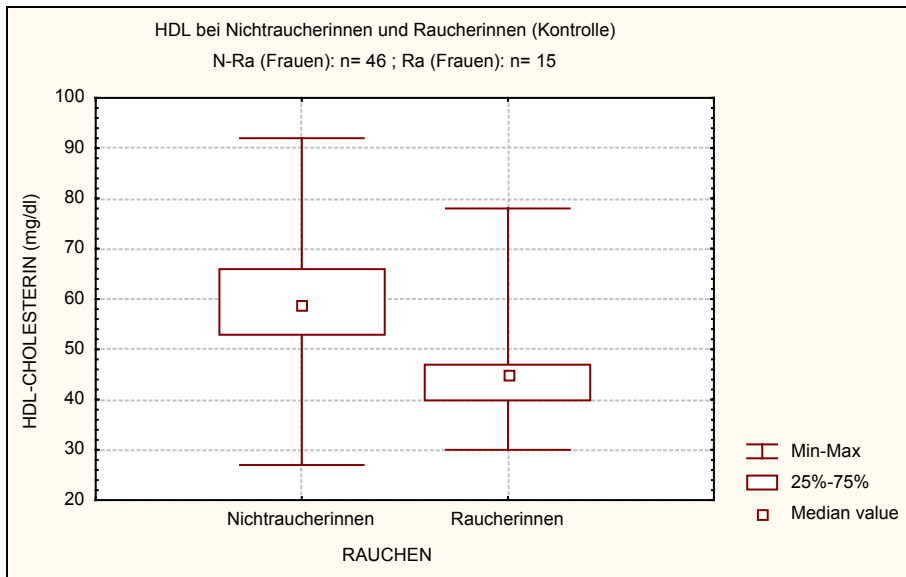 HDL bei Nichtraucherinnen und Raucherinnen (Kontrolle)
N-Ra (Frauen): n= 46 ; Ra (Frauen): n= 15
HDL-CHOLESTERIN (mg/dl)
100
90
80
70
60
50
40
30
20
Nichtraucherinnen Raucherinnen
RAUCHEN
Min-Max
25%-75%
Median value